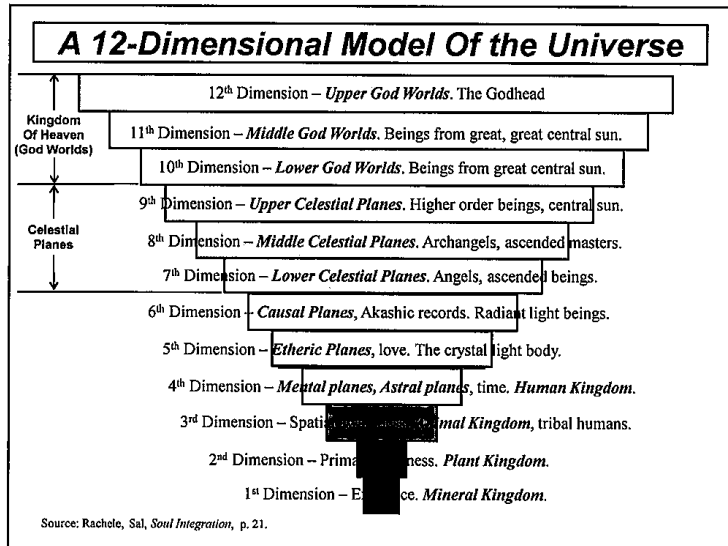 A 12-Dimensional Model Of the Universe
12th Dimension – Upper God Worlds. The Godhead
Kingdom
Of Heaven
(God Worlds)
11th Dimension – Middle God Worlds. Beings from great, great central sun.
10th Dimension – Lower God Worlds. Beings from great central sun.
9th Dimension – Upper Celestial Planes. Higher order beings, central sun.
Celestial
Planes
8th Dimension – Middle Celestial Planes. Archangels, ascended masters.
7th Dimension – Lower Celestial Planes. Angels, ascended beings.
6th Dimension – Causal Planes, Akashic records. Radiant light beings.
5th Dimension – Etheric Planes, love. The crystal light body.
4th Dimension – Mental planes, Astral planes, time. Human Kingdom.
3rd Dimension – Kingdom, tribal humans.
2nd Dimension – Plant Kingdom.
1st Dimension – Mineral Kingdom.
Source: Rachele, Sal, Soul Integration, p. 21.